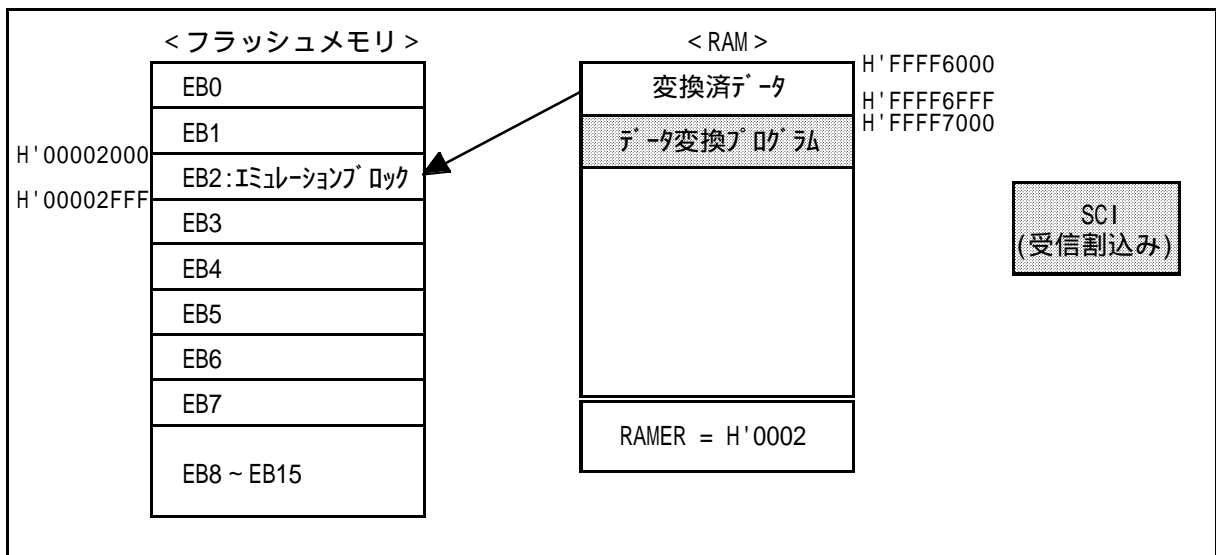 <フラッシュメモリ>
EB0
EB1
H'00002000
EB2:ｴﾐｭﾚｰｼｮﾝﾌﾞﾛｯｸ
H'00002FFF
EB3
EB4
EB5
EB6
EB7
EB8~EB15
<RAM>
H'FFFF6000
変換済ﾃﾞｰﾀ
H'FFFF6FFF
H'FFFF7000
ﾃﾞｰﾀ変換ﾌﾟﾛｸﾞﾗﾑ
RAMER = H'0002
SCI
(受信割込み)